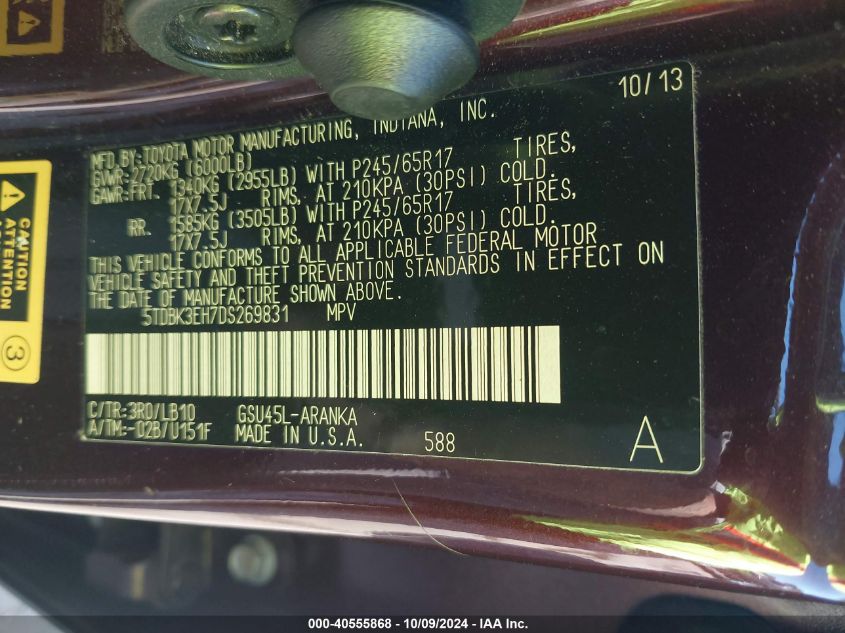 10/13
MFD.BY:TOYOTA MOTOR MANUFACTURING, INDIANA, INC.
GVWR:2720KG (6000LB)
GAWR:FRT. 1340KG (2955LB) WITH P245/65R17 TIRES,
17X7.5J RIMS, AT 210KPA (30PSI) COLD.
RR. 1585KG (3505LB) WITH P245/65R17 TIRES,
17X7.5J RIMS, AT 210KPA (30PSI) COLD.
THIS VEHICLE CONFORMS TO ALL APPLICABLE FEDERAL MOTOR
VEHICLE SAFETY AND THEFT PREVENTION STANDARDS IN EFFECT ON
THE DATE OF MANUFACTURE SHOWN ABOVE.
5TDBK3EH7DS269831 MPV
C/TR:3R0/LB10 GSU45L-ARANKA
A/TM:-02B/U151F MADE IN U.S.A. 588 A
CAUTION
ATTENTION
3
000-40555868 - 10/09/2024 - IAA Inc.